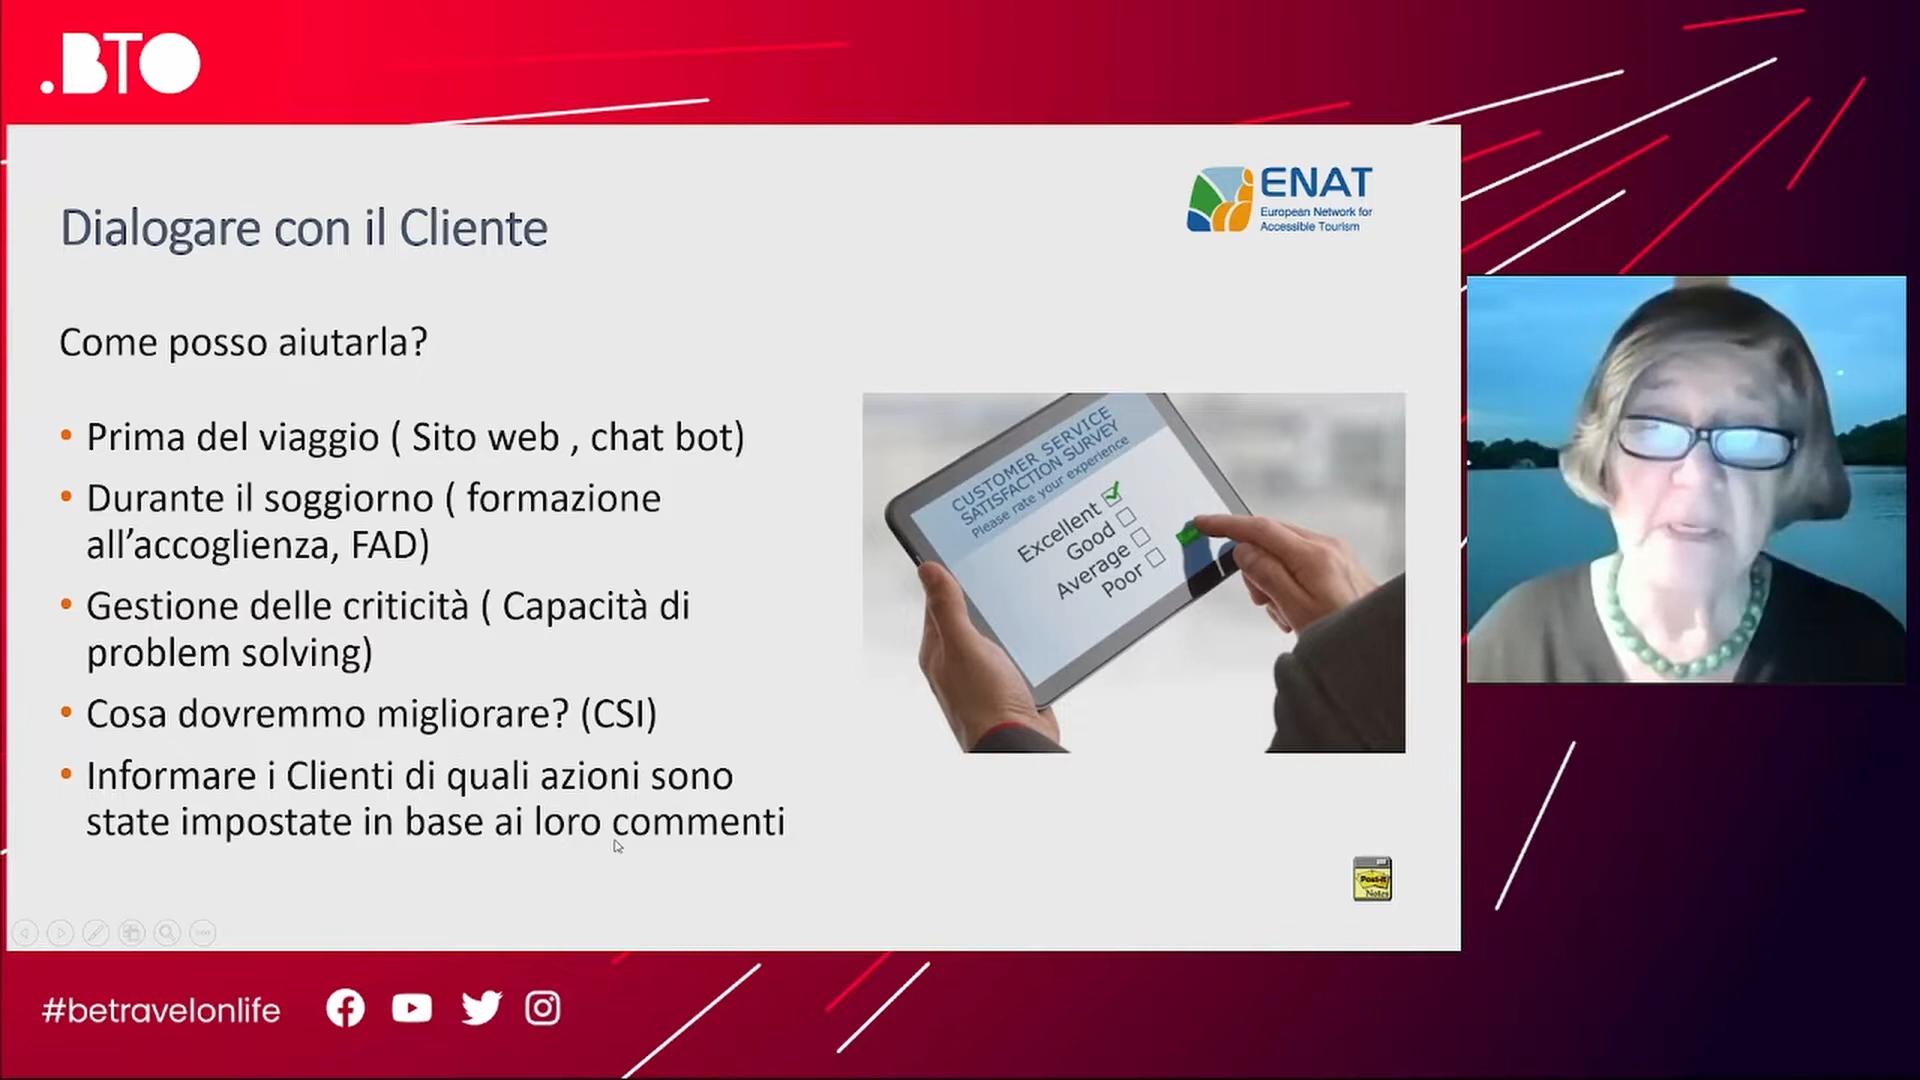 .BTO
ENAT
European Network for
Accessible Tourism
Dialogare con il Cliente
Come posso aiutarla?
• Prima del viaggio ( Sito web , chat bot)
• Durante il soggiorno ( formazione
all’accoglienza, FAD)
• Gestione delle criticità ( Capacità di
problem solving)
• Cosa dovremmo migliorare? (CSI)
• Informare i Clienti di quali azioni sono
state impostate in base ai loro commenti
CUSTOMER SERVICE
SATISFACTION SURVEY
Please rate your experience
Excellent
Good
Average
Poor
Post-it
Notes
#betravelonlife